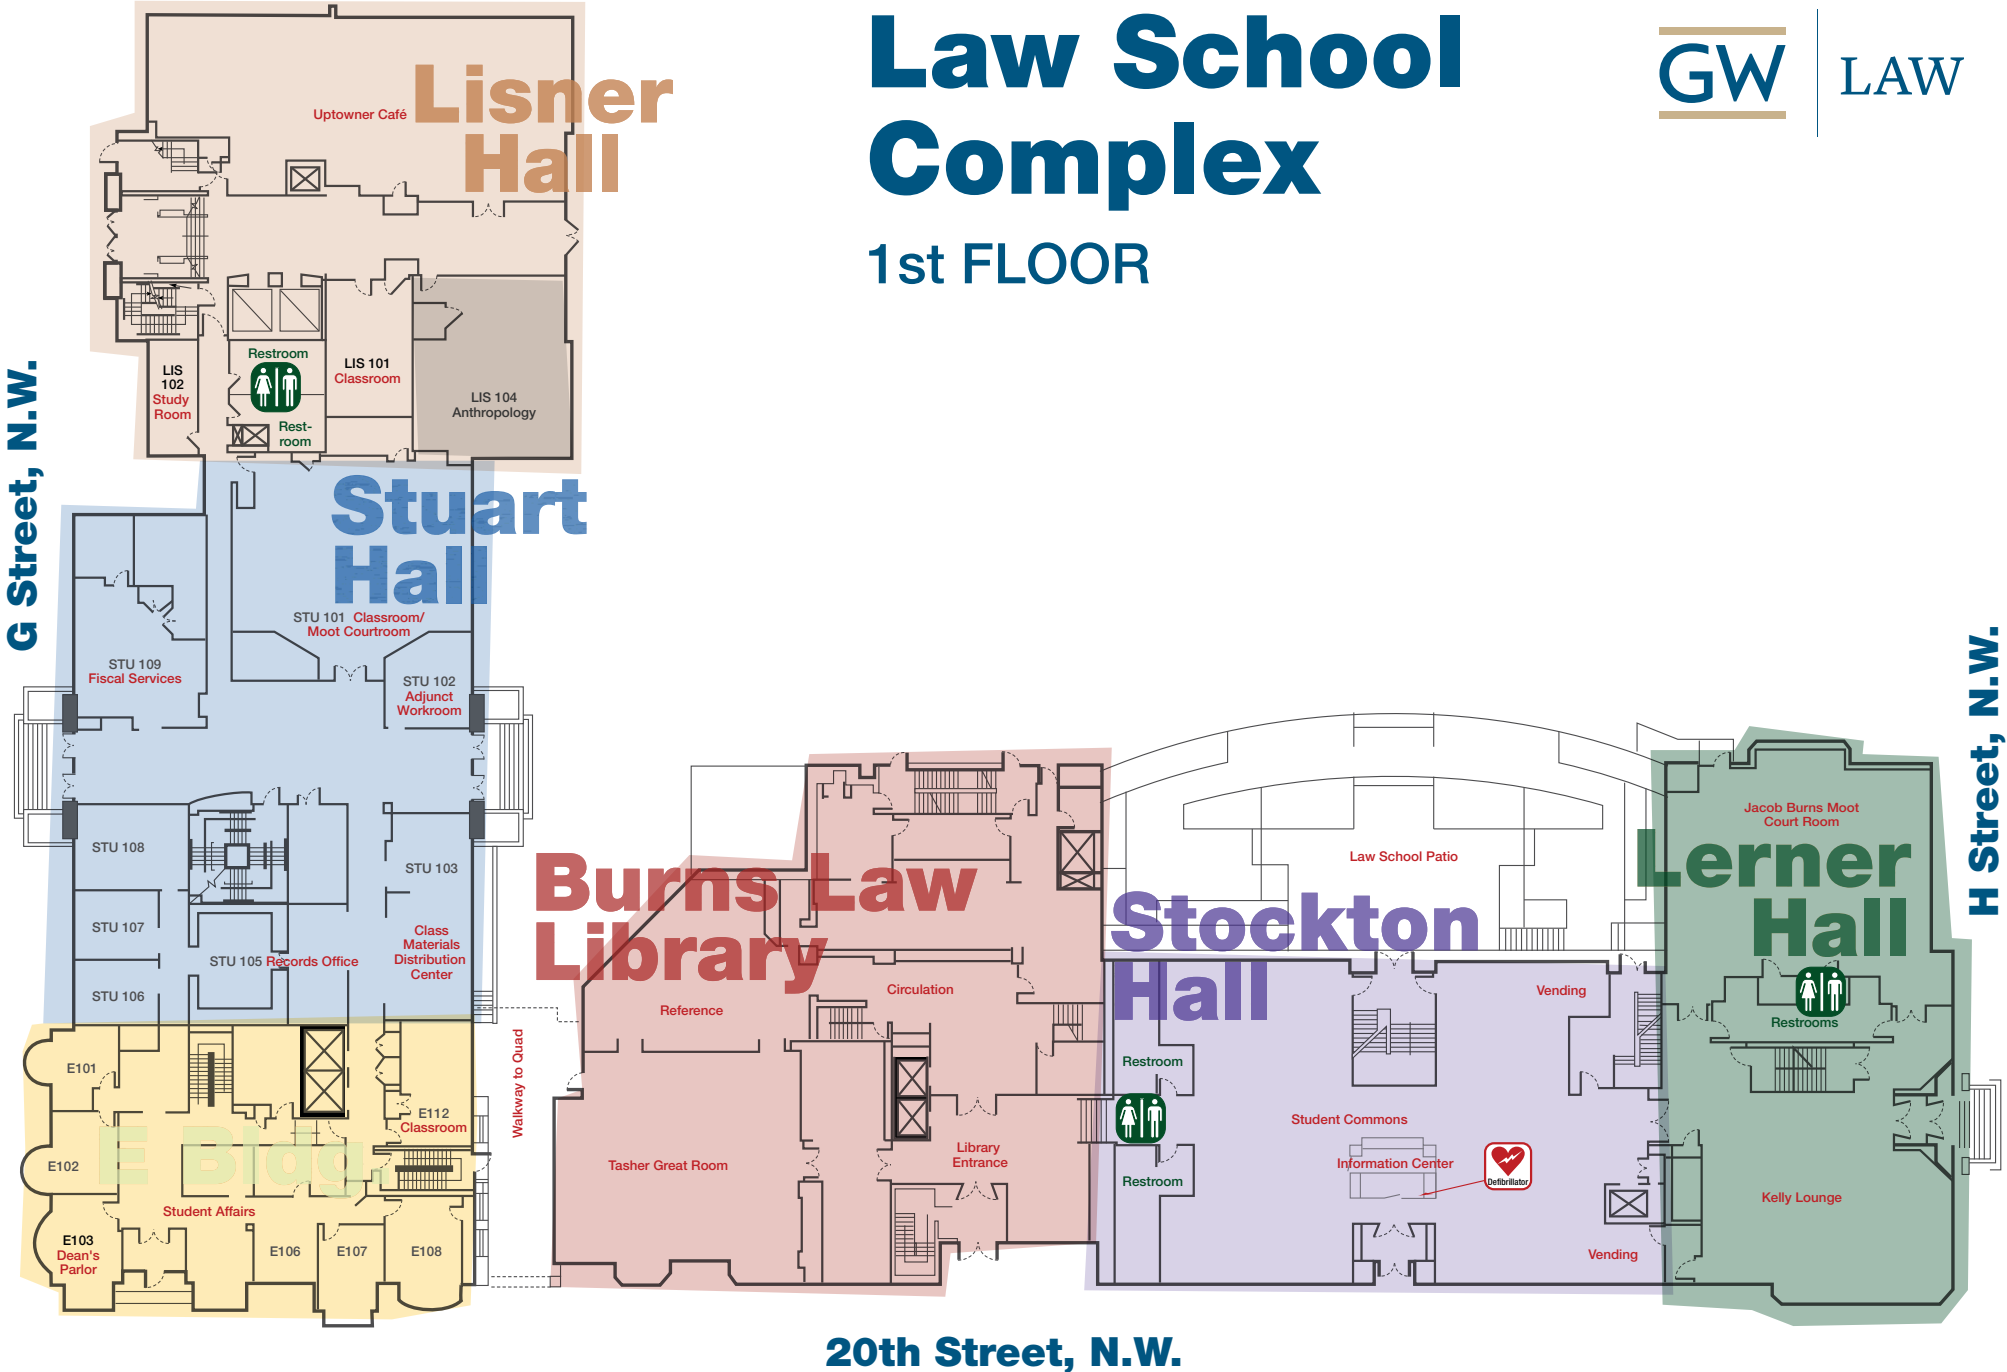 Law School
Complex
1st FLOOR
GW LAW
Lisner
Hall
Uptowner Café
LIS
102
Study
Room
Restroom
Rest-
room
LIS 101
Classroom
LIS 104
Anthropology
G Street, N.W.
Stuart
Hall
STU 101 Classroom/
Moot Courtroom
STU 109
Fiscal Services
STU 102
Adjunct
Workroom
STU 108
STU 103
STU 107
Class
Materials
Distribution
Center
STU 105 Records Office
STU 106
E101
E112
Classroom
E Bldg.
E102
Student Affairs
E103
Dean's
Parlor
E106
E107
E108
Walkway to Quad
Burns Law
Library
Reference
Circulation
Tasher Great Room
Library
Entrance
Law School Patio
Stockton
Hall
Vending
Restroom
Restroom
Student Commons
Information Center
Defibrillator
Vending
Jacob Burns Moot
Court Room
Lerner
Hall
Restrooms
Kelly Lounge
H Street, N.W.
20th Street, N.W.